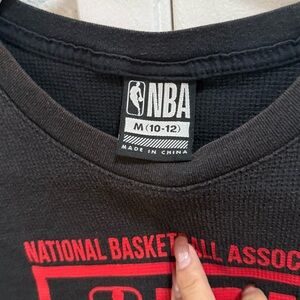 NBA
M (10-12)
MADE IN CHINA
NATIONAL BASKETBALL ASSOC